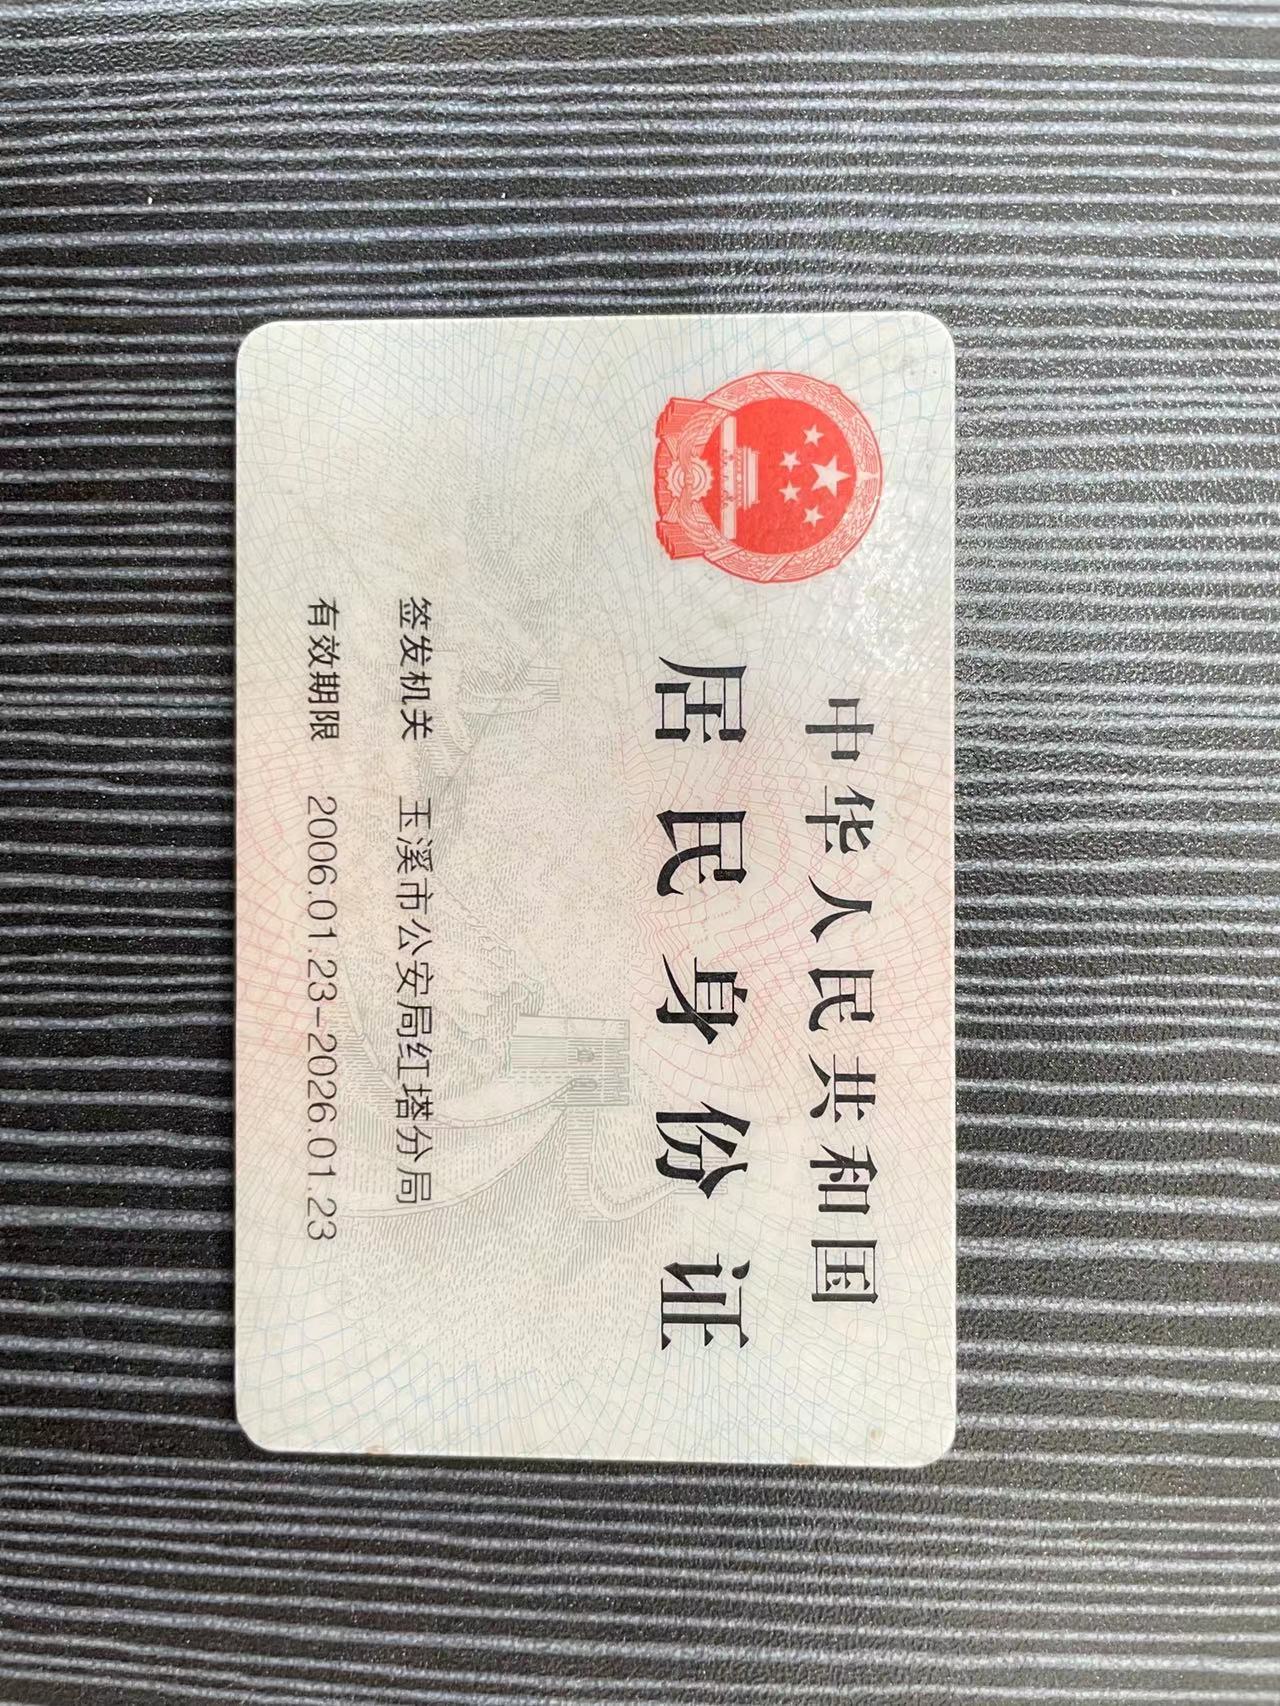 中华人民共和国
居民身份证
签发机关 玉溪市公安局红塔分局
有效期限 2006.01.23-2026.01.23